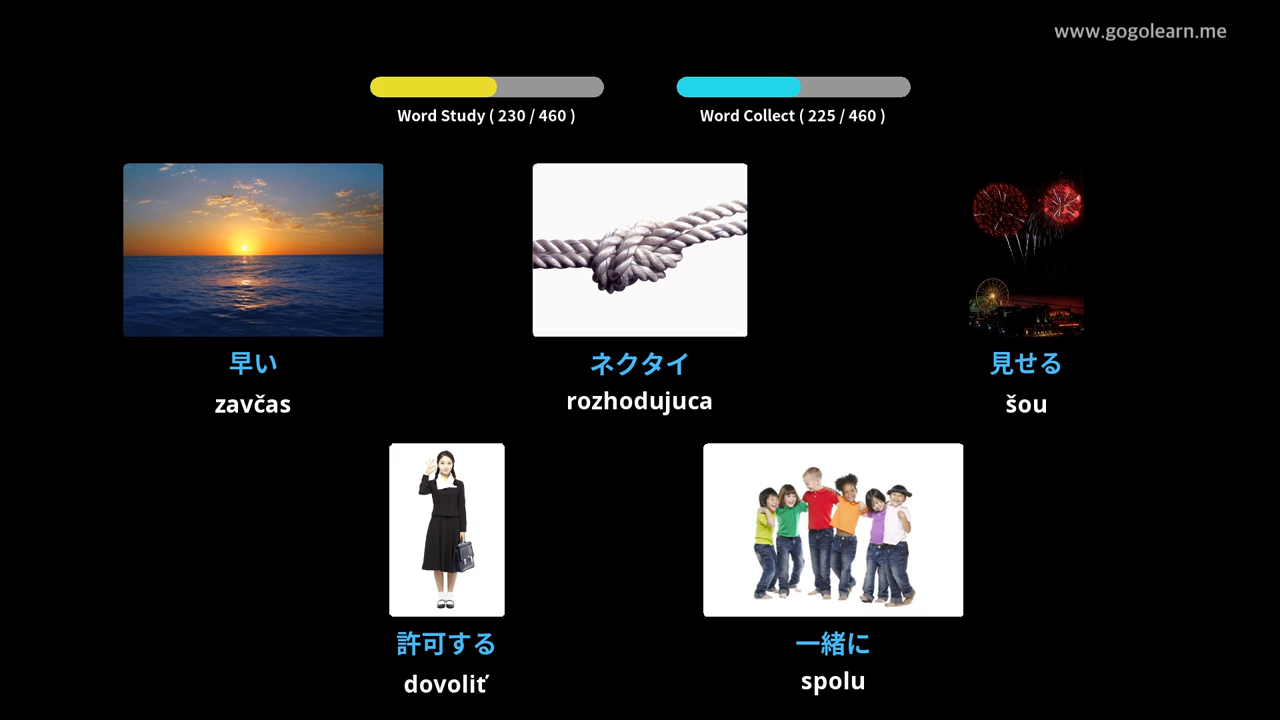 www.gogolearn.me
Word Study ( 230 / 460 )
Word Collect ( 225 / 460 )
早い
zavčas
ネクタイ
rozhodujuca
見せる
šou
許可する
dovoliť
一緒に
spolu